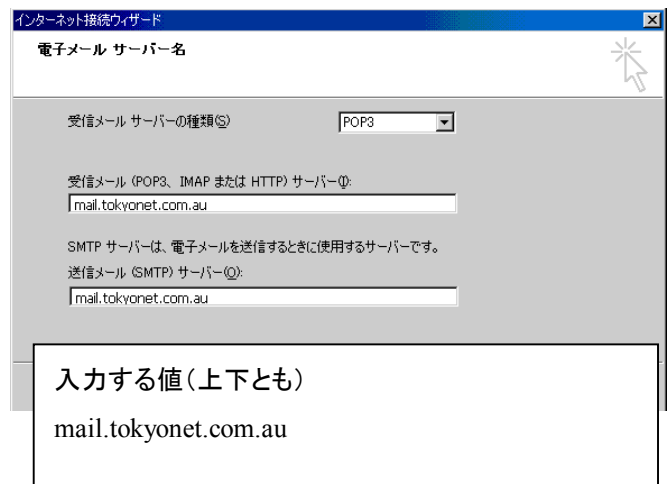 インターネット接続ウィザード
電子メール サーバー名
受信メール サーバーの種類(S)
POP3
受信メール (POP3、IMAP または HTTP) サーバー(I):
mail.tokyonet.com.au
SMTP サーバーは、電子メールを送信するときに使用するサーバーです。
送信メール (SMTP) サーバー(O):
mail.tokyonet.com.au
入力する値(上下とも)
mail.tokyonet.com.au